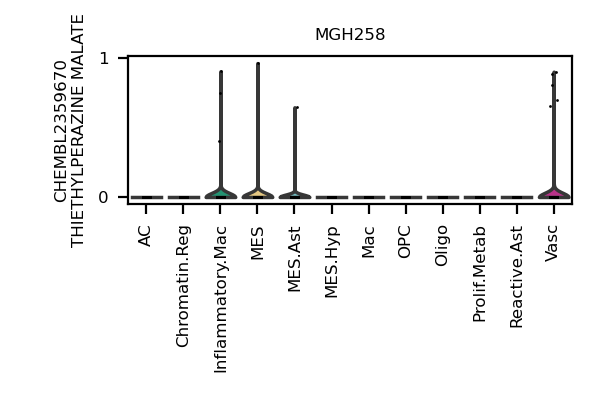 MGH258
CHEMBL2359670
THIETHYLPERAZINE MALATE
1
0
AC
Chromatin.Reg
Inflammatory.Mac
MES
MES.Ast
MES.Hyp
Mac
OPC
Oligo
Prolif.Metab
Reactive.Ast
Vasc